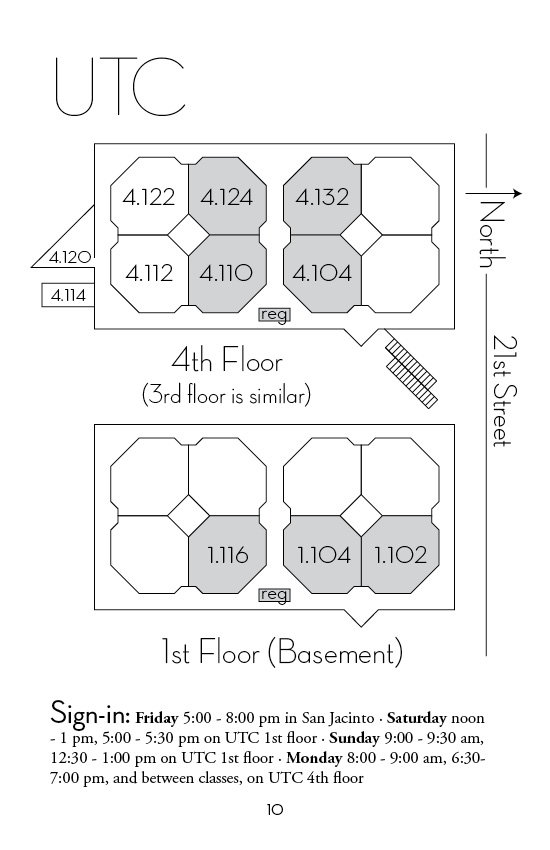 UTC
4.122 4.124 4.132
4.120
4.112 4.110 4.104
4.114
reg
North
4th Floor
(3rd floor is similar)
21st Street
1.116 1.104 1.102
reg
1st Floor (Basement)
Sign-in: Friday 5:00 - 8:00 pm in San Jacinto · Saturday noon
- 1 pm, 5:00 - 5:30 pm on UTC 1st floor · Sunday 9:00 - 9:30 am,
12:30 - 1:00 pm on UTC 1st floor · Monday 8:00 - 9:00 am, 6:30-
7:00 pm, and between classes, on UTC 4th floor
10